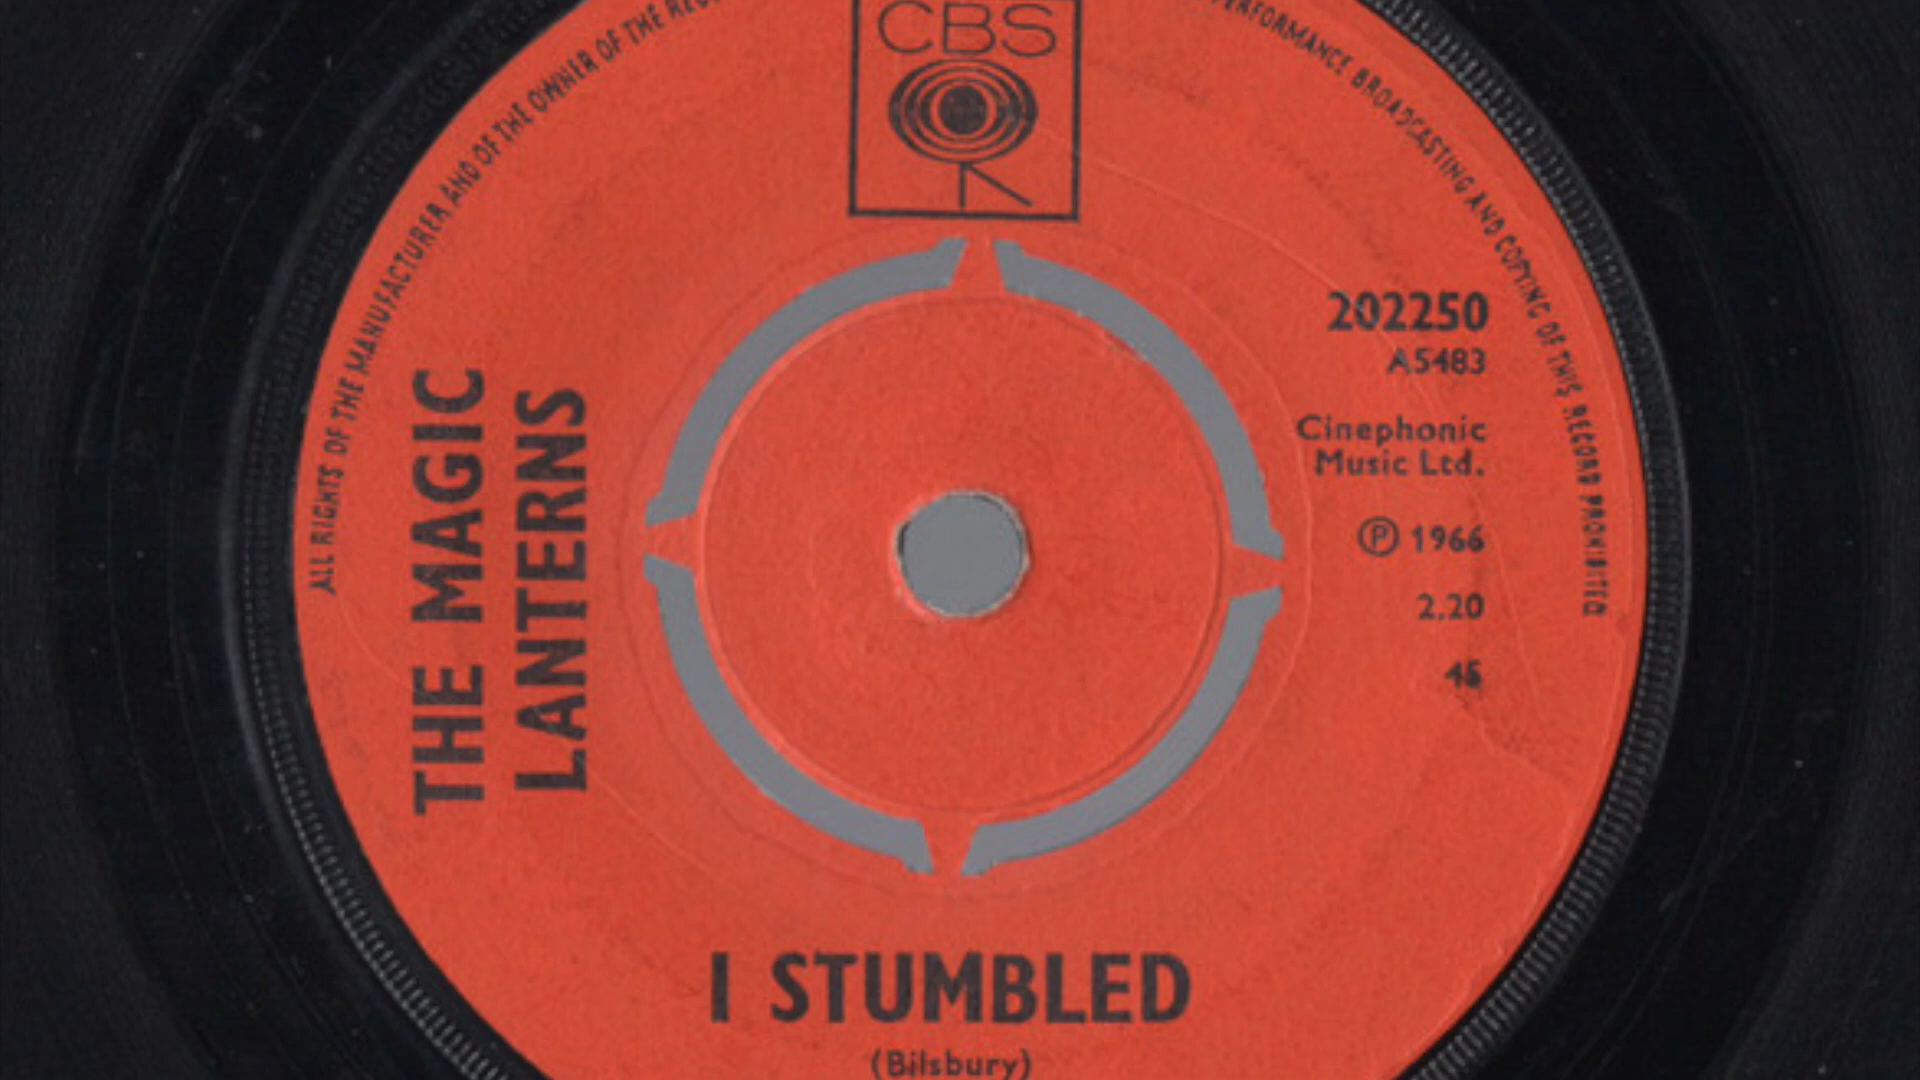 ALL RIGHTS OF THE MANUFACTURER AND OF THE OWNER OF THE
PERFORMANCE BROADCASTING AND COPYING OF THIS RECORD PROHIBITED
CBS
202250
A5483
Cinephonic
Music Ltd.
℗ 1966
2.20
45
THE MAGIC
LANTERNS
I STUMBLED
(Bilsbury)